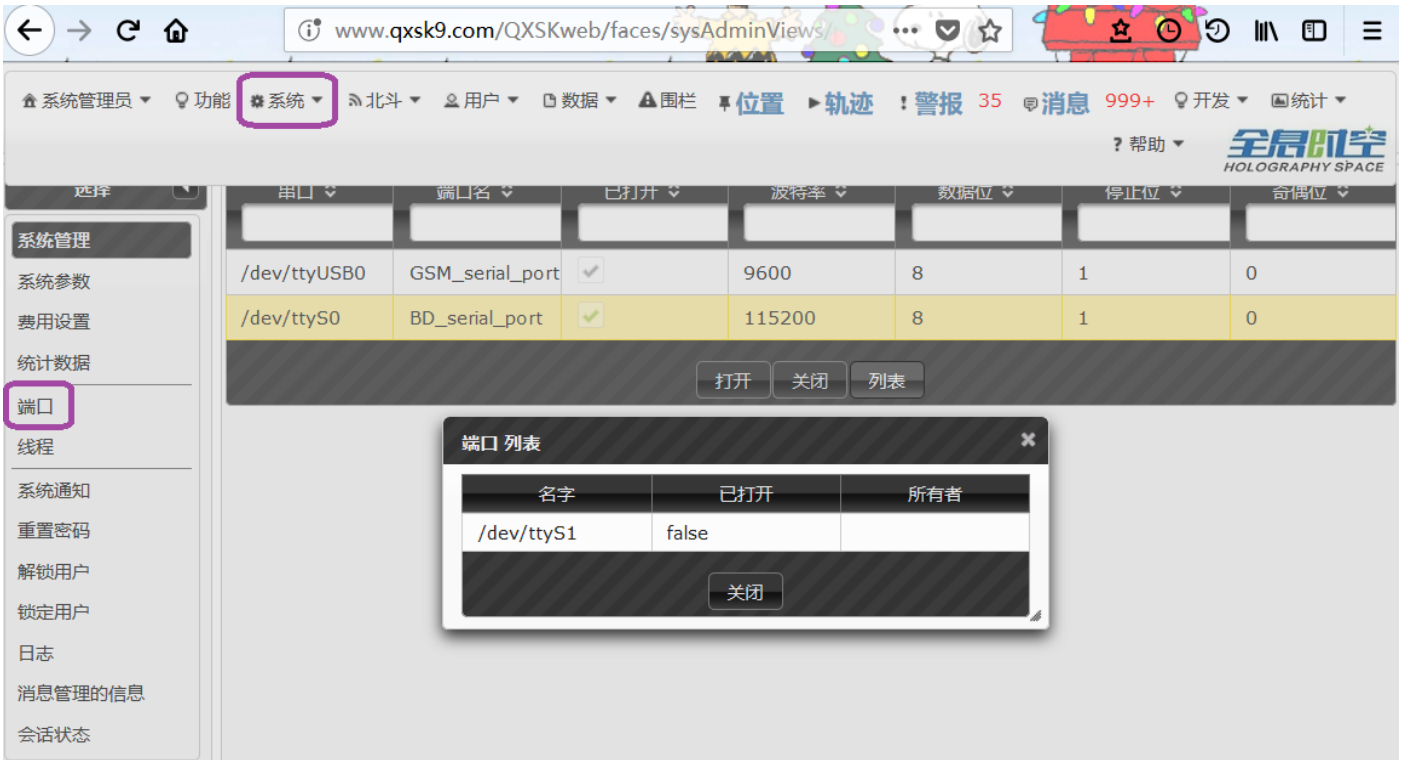 www.qxsk9.com/QXSKweb/faces/sysAdminViews/
系统管理员 功能 系统 北斗 用户 数据 围栏 位置 轨迹 警报 35 消息 999+ 开发 统计
? 帮助 全息时空
HOLOGRAPHY SPACE
选择 串口 端口名 已打开 波特率 数据位 停止位 奇偶位
系统管理
系统参数
费用设置
统计数据
端口
线程
系统通知
重置密码
解锁用户
锁定用户
日志
消息管理的信息
会话状态
/dev/ttyUSB0 GSM_serial_port 9600 8 1 0
/dev/ttyS0 BD_serial_port 115200 8 1 0
打开 关闭 列表
端口 列表
名字 已打开 所有者
/dev/ttyS1 false
关闭